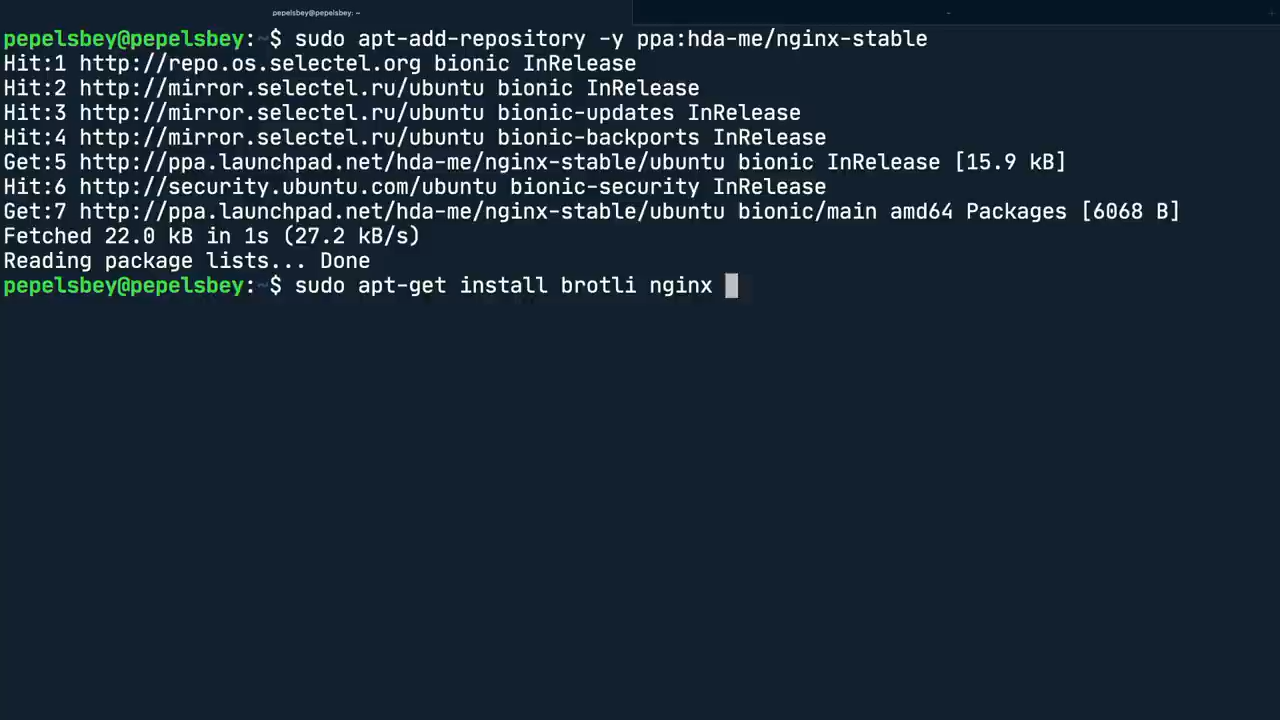 pepelsbey@pepelsbey: ~
pepelsbey@pepelsbey:~$ sudo apt-add-repository -y ppa:hda-me/nginx-stable
Hit:1 http://repo.os.selectel.org bionic InRelease
Hit:2 http://mirror.selectel.ru/ubuntu bionic InRelease
Hit:3 http://mirror.selectel.ru/ubuntu bionic-updates InRelease
Hit:4 http://mirror.selectel.ru/ubuntu bionic-backports InRelease
Get:5 http://ppa.launchpad.net/hda-me/nginx-stable/ubuntu bionic InRelease [15.9 kB]
Hit:6 http://security.ubuntu.com/ubuntu bionic-security InRelease
Get:7 http://ppa.launchpad.net/hda-me/nginx-stable/ubuntu bionic/main amd64 Packages [6068 B]
Fetched 22.0 kB in 1s (27.2 kB/s)
Reading package lists... Done
pepelsbey@pepelsbey:~$ sudo apt-get install brotli nginx